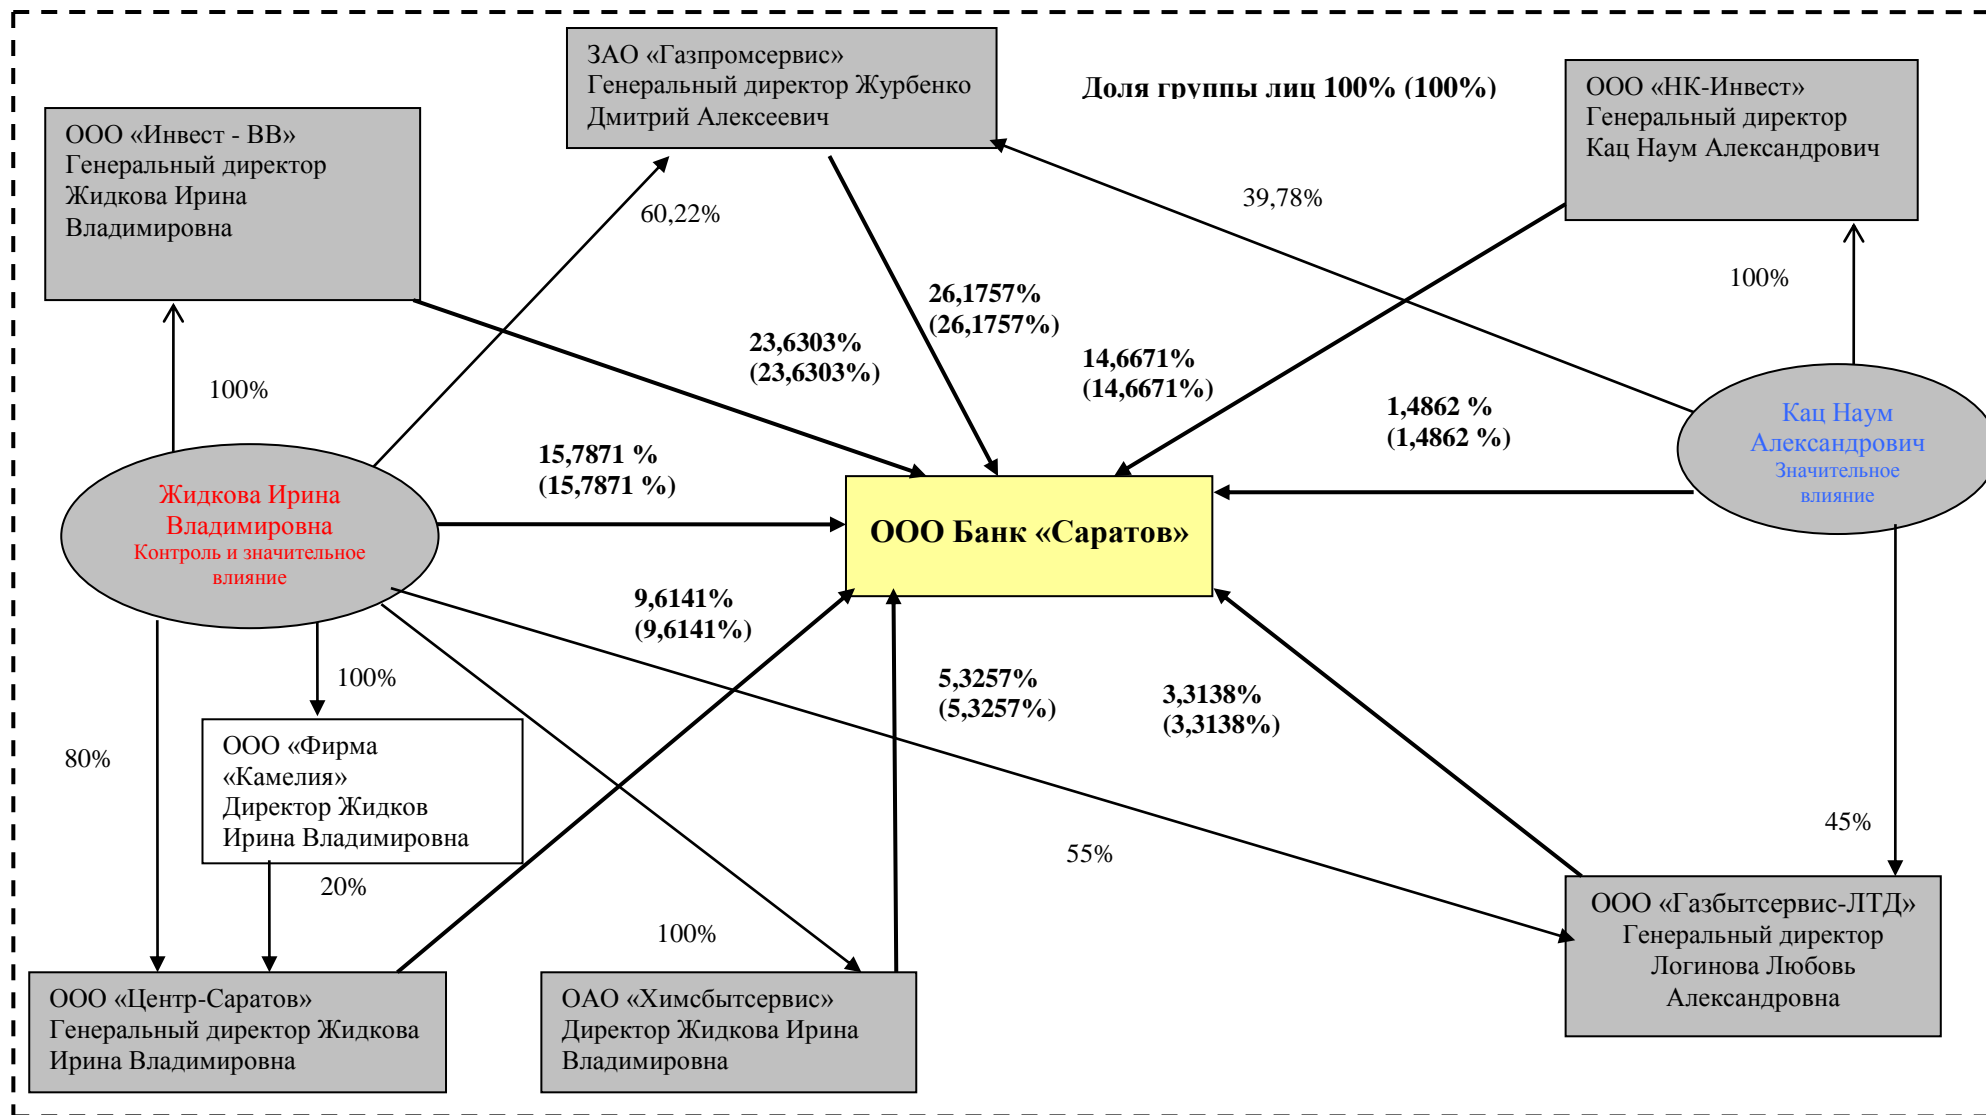 ЗАО «Газпромсервис»
Генеральный директор Журбенко
Дмитрий Алексеевич
Доля группы лиц 100% (100%)
ООО «НК-Инвест»
Генеральный директор
Кац Наум Александрович
ООО «Инвест - ВВ»
Генеральный директор
Жидкова Ирина
Владимировна
60,22%
39,78%
100%
26,1757%
(26,1757%)
23,6303%
(23,6303%)
14,6671%
(14,6671%)
100%
1,4862 %
(1,4862 %)
Кац Наум
Александрович
Значительное
влияние
15,7871 %
(15,7871 %)
Жидкова Ирина
Владимировна
Контроль и значительное
влияние
ООО Банк «Саратов»
9,6141%
(9,6141%)
100%
5,3257%
(5,3257%)
3,3138%
(3,3138%)
80%
ООО «Фирма
«Камелия»
Директор Жидков
Ирина Владимировна
45%
55%
20%
100%
ООО «Газбытсервис-ЛТД»
Генеральный директор
Логинова Любовь
Александровна
ООО «Центр-Саратов»
Генеральный директор Жидкова
Ирина Владимировна
ОАО «Химсбытсервис»
Директор Жидкова Ирина
Владимировна